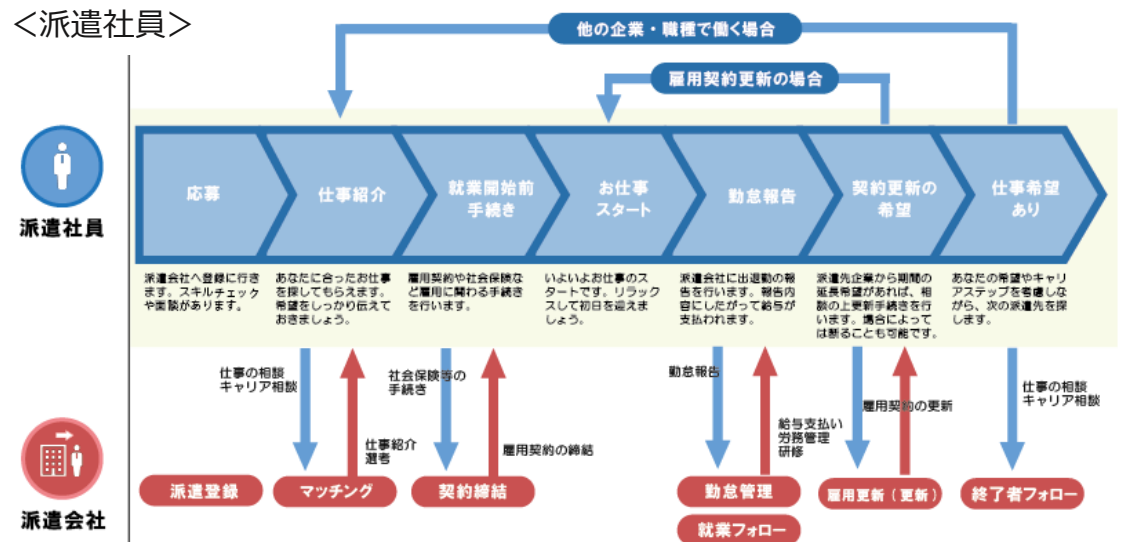 ＜派遣社員＞
他の企業・職種で働く場合
雇用契約更新の場合
派遣社員
応募
仕事紹介
就業開始前
手続き
お仕事
スタート
勤怠報告
契約更新の
希望
仕事希望
あり
派遣会社へ登録に行き
ます。スキルチェック
や面談があります。
あなたに合ったお仕事
を探してもらえます。
希望をしっかり伝えて
おきましょう。
雇用契約や社会保険な
ど雇用に関わる手続き
を行います。
いよいよお仕事のス
タートです。リラック
スして初日を迎えま
しょう。
派遣会社に出退勤の報
告を行います。報告内
容にしたがって給与が
支払われます。
派遣先企業から期間の
延長希望があれば、相
談の上更新手続きを行
います。場合によって
は断ることも可能です。
あなたの希望やキャリ
アステップを考慮しな
がら、次の派遣先を探
します。
仕事の相談
キャリア相談
仕事紹介
選考
社会保険等の
手続き
雇用契約の締結
勤怠報告
給与支払い
労務管理
研修
雇用契約の更新
仕事の相談
キャリア相談
派遣会社
派遣登録
マッチング
契約締結
勤怠管理
就業フォロー
雇用更新（更新）
終了者フォロー